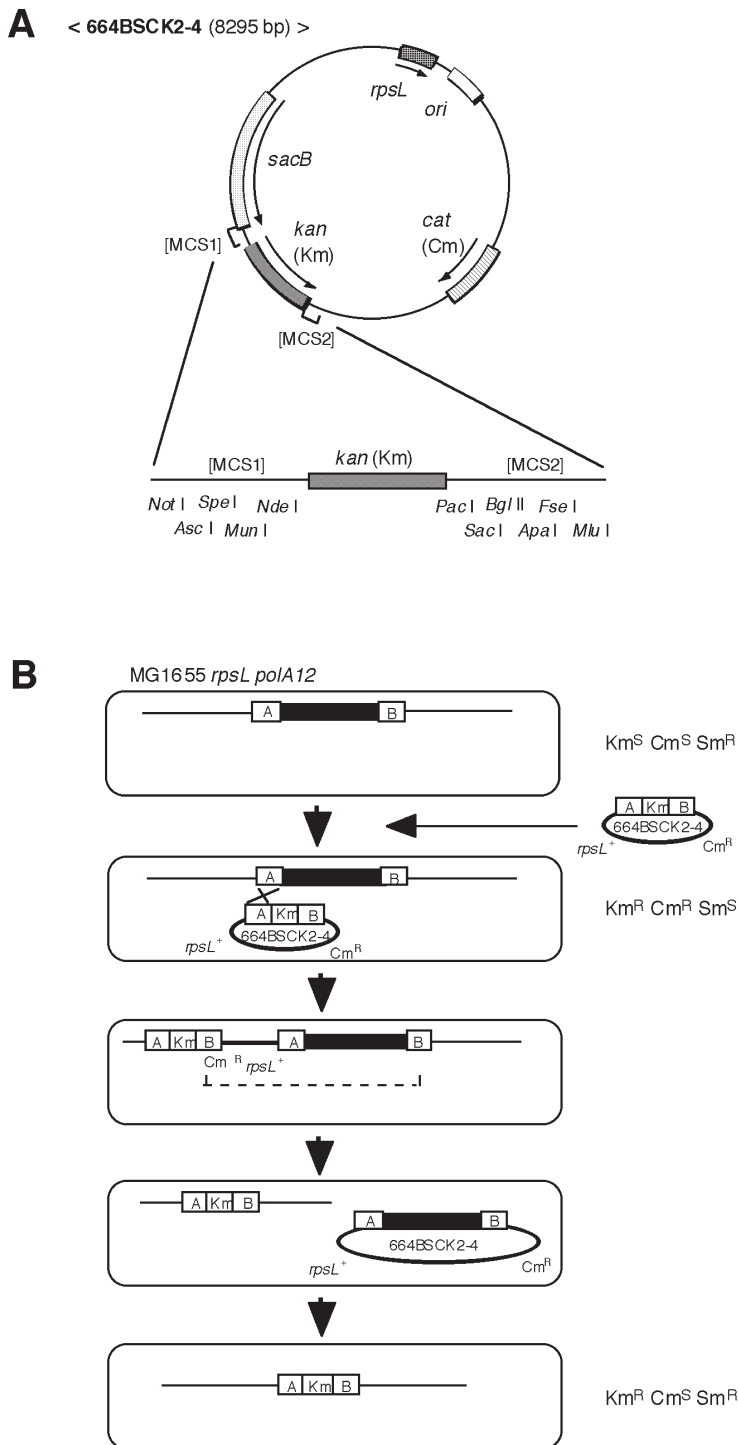 A < 664BSCK2-4 (8295 bp) >
rpsL
ori
sacB
kan
(Km)
cat
(Cm)
[MCS1]
[MCS2]
[MCS1] kan (Km) [MCS2]
Not I Spe I Nde I Pac I Bgl II Fse I
Asc I Mun I Sac I Apa I Mlu I
B MG1655 rpsL polA12
A B
KmS CmS SmR
A Km B
664BSCK2-4
rpsL+ CmR
A B
A Km B
664BSCK2-4
rpsL+ CmR
KmR CmR SmS
A Km B A B
Cm R rpsL+
A Km B
A B
664BSCK2-4
rpsL+ CmR
A Km B
KmR CmS SmR